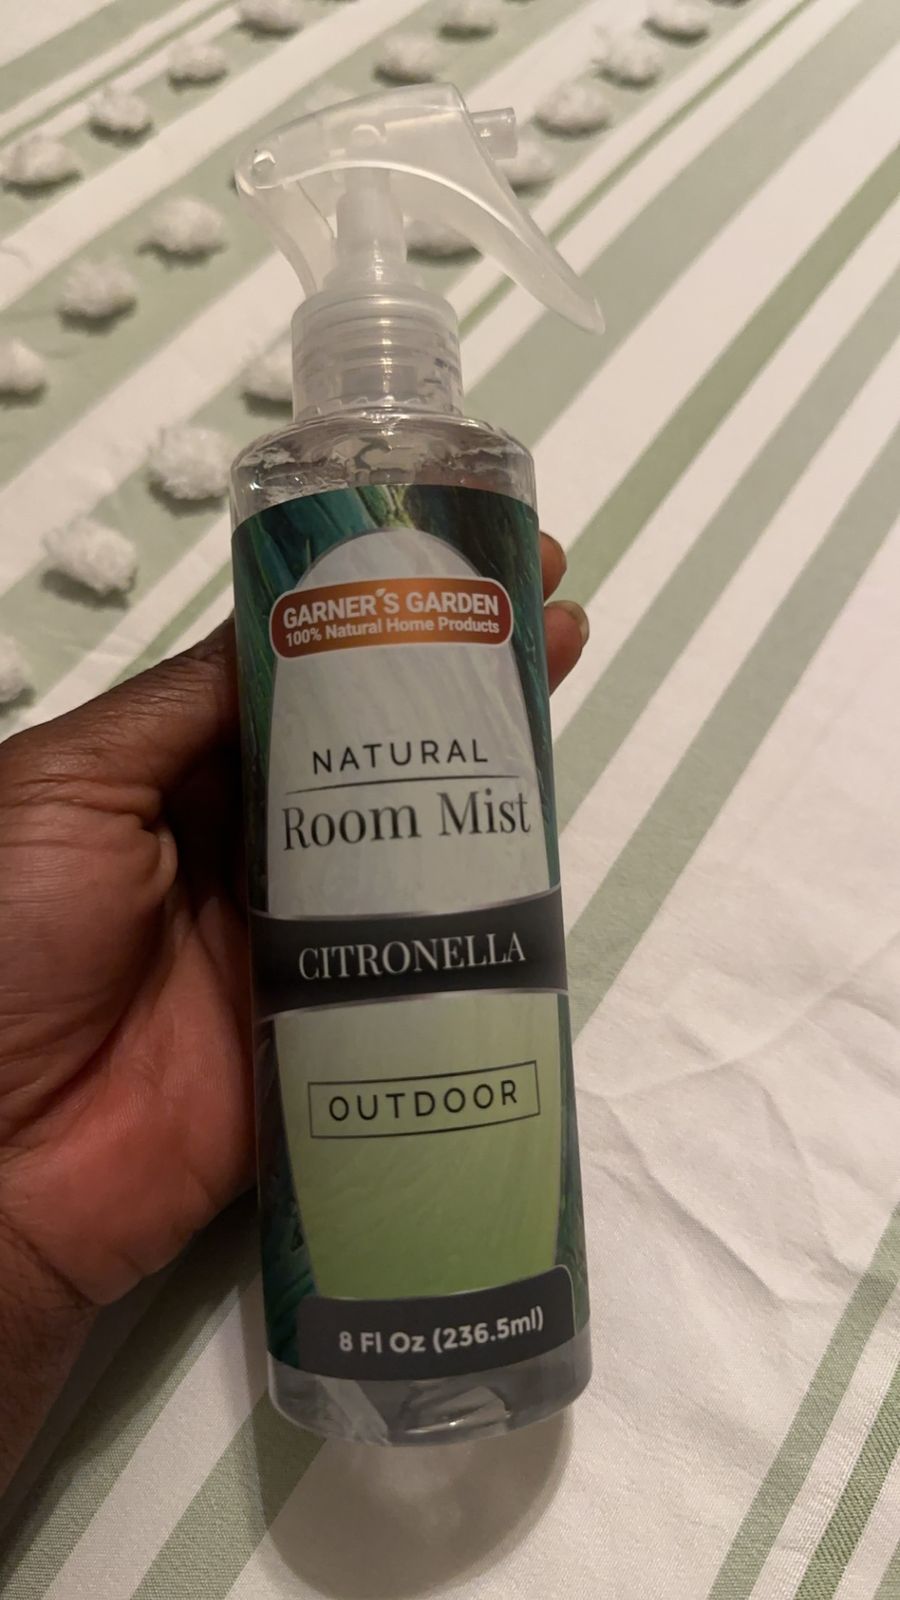 GARNER'S GARDEN
100% Natural Home Products
NATURAL
Room Mist
CITRONELLA
OUTDOOR
8 Fl Oz (236.5ml)